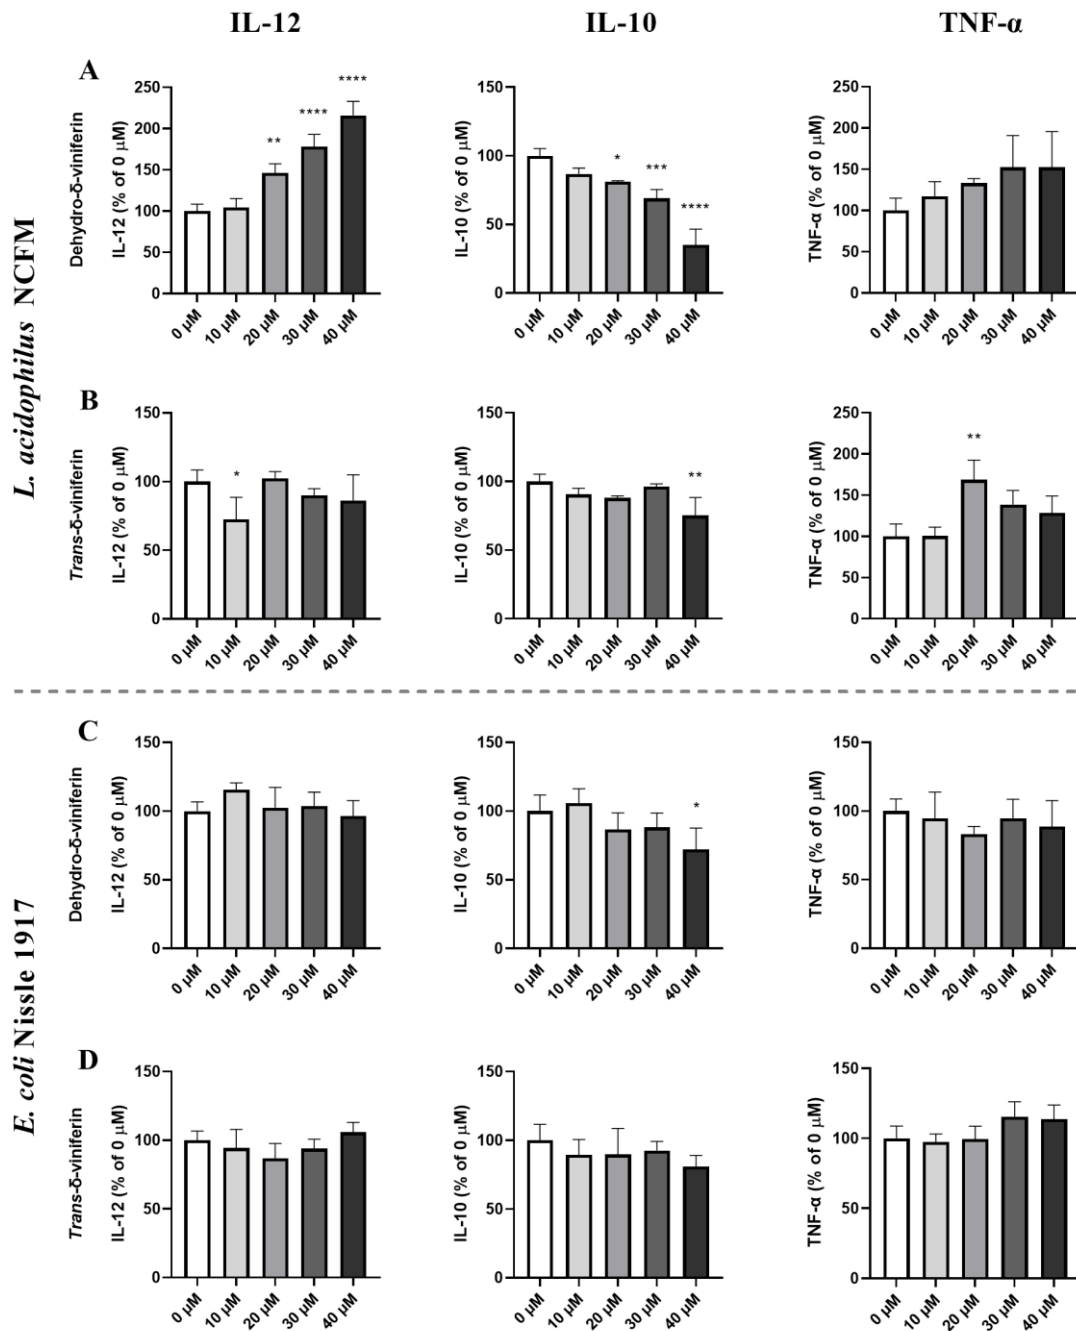 IL-12 IL-10 TNF-α
L. acidophilus NCFM
A
Dehydro-δ-viniferin
IL-12 (% of 0 µM)
250
200
150
100
50
0
** **** ****
0 µM 10 µM 20 µM 30 µM 40 µM
IL-10 (% of 0 µM)
150
100
50
0
* *** ****
0 µM 10 µM 20 µM 30 µM 40 µM
TNF-α (% of 0 µM)
250
200
150
100
50
0
0 µM 10 µM 20 µM 30 µM 40 µM
B
Trans-δ-viniferin
IL-12 (% of 0 µM)
150
100
50
0
*
0 µM 10 µM 20 µM 30 µM 40 µM
IL-10 (% of 0 µM)
150
100
50
0
**
0 µM 10 µM 20 µM 30 µM 40 µM
TNF-α (% of 0 µM)
250
200
150
100
50
0
**
0 µM 10 µM 20 µM 30 µM 40 µM
E. coli Nissle 1917
C
Dehydro-δ-viniferin
IL-12 (% of 0 µM)
150
100
50
0
0 µM 10 µM 20 µM 30 µM 40 µM
IL-10 (% of 0 µM)
150
100
50
0
*
0 µM 10 µM 20 µM 30 µM 40 µM
TNF-α (% of 0 µM)
150
100
50
0
0 µM 10 µM 20 µM 30 µM 40 µM
D
Trans-δ-viniferin
IL-12 (% of 0 µM)
150
100
50
0
0 µM 10 µM 20 µM 30 µM 40 µM
IL-10 (% of 0 µM)
150
100
50
0
0 µM 10 µM 20 µM 30 µM 40 µM
TNF-α (% of 0 µM)
150
100
50
0
0 µM 10 µM 20 µM 30 µM 40 µM